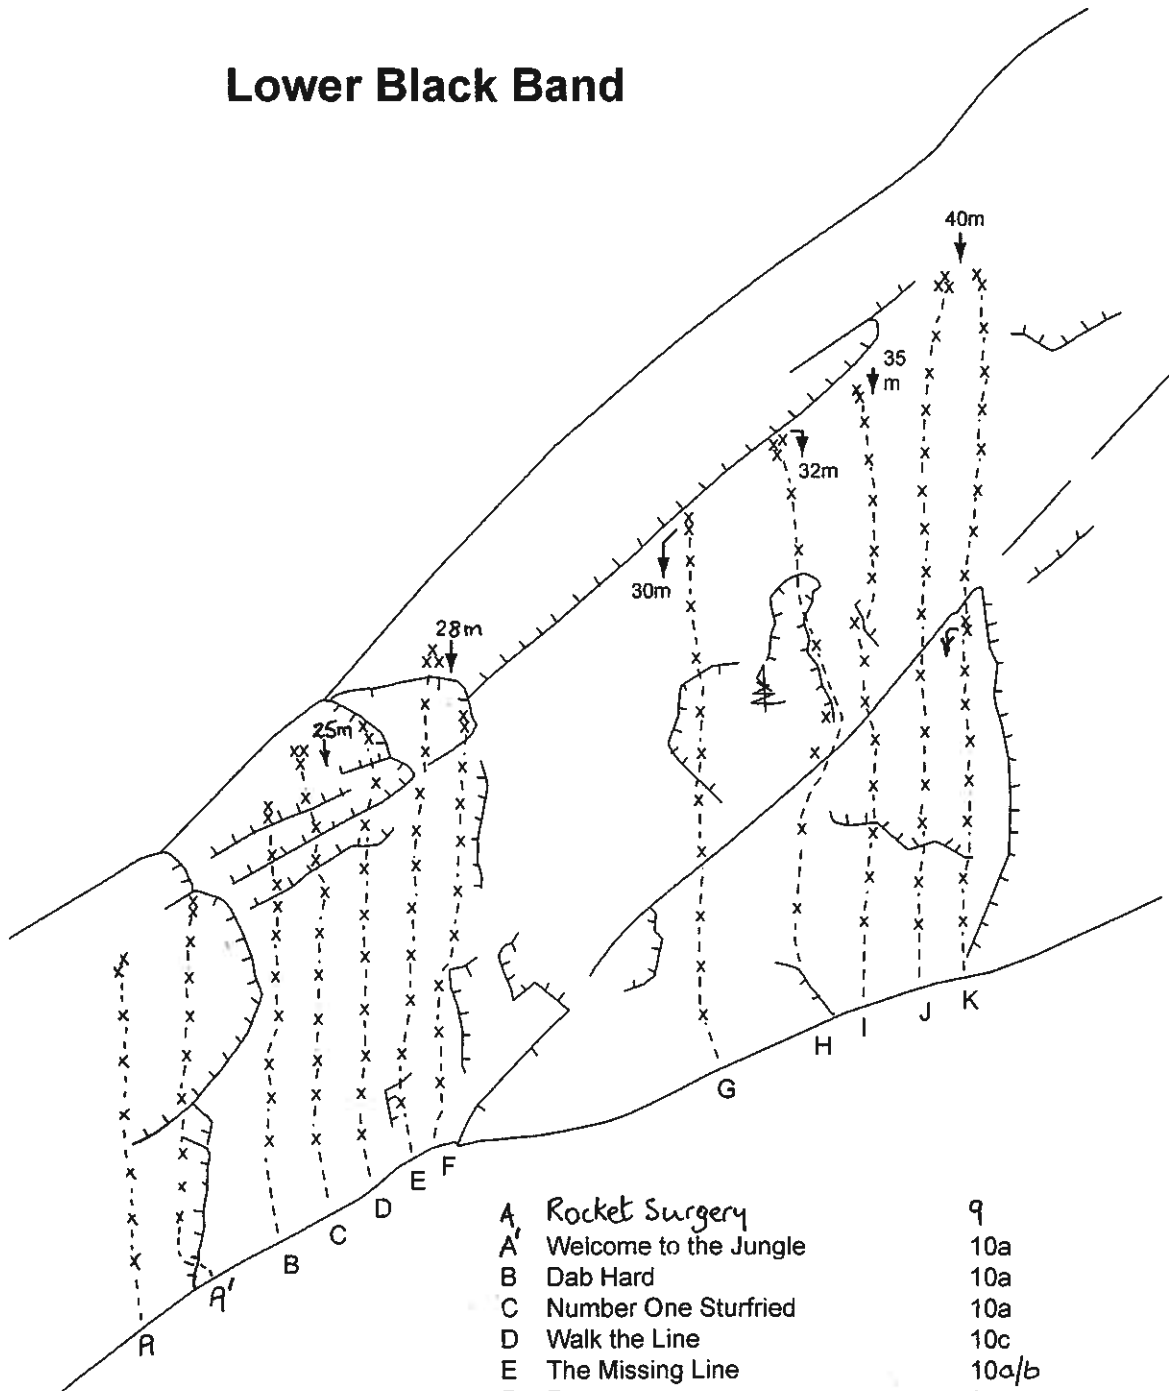 Lower Black Band
40m
35
m
32m
30m
28m
25m
K
J
I
H
G
F
E
D
C
B
A'
A
A Rocket Surgery 9
A' Welcome to the Jungle 10a
B Dab Hard 10a
C Number One Sturfried 10a
D Walk the Line 10c
E The Missing Line 10a/b